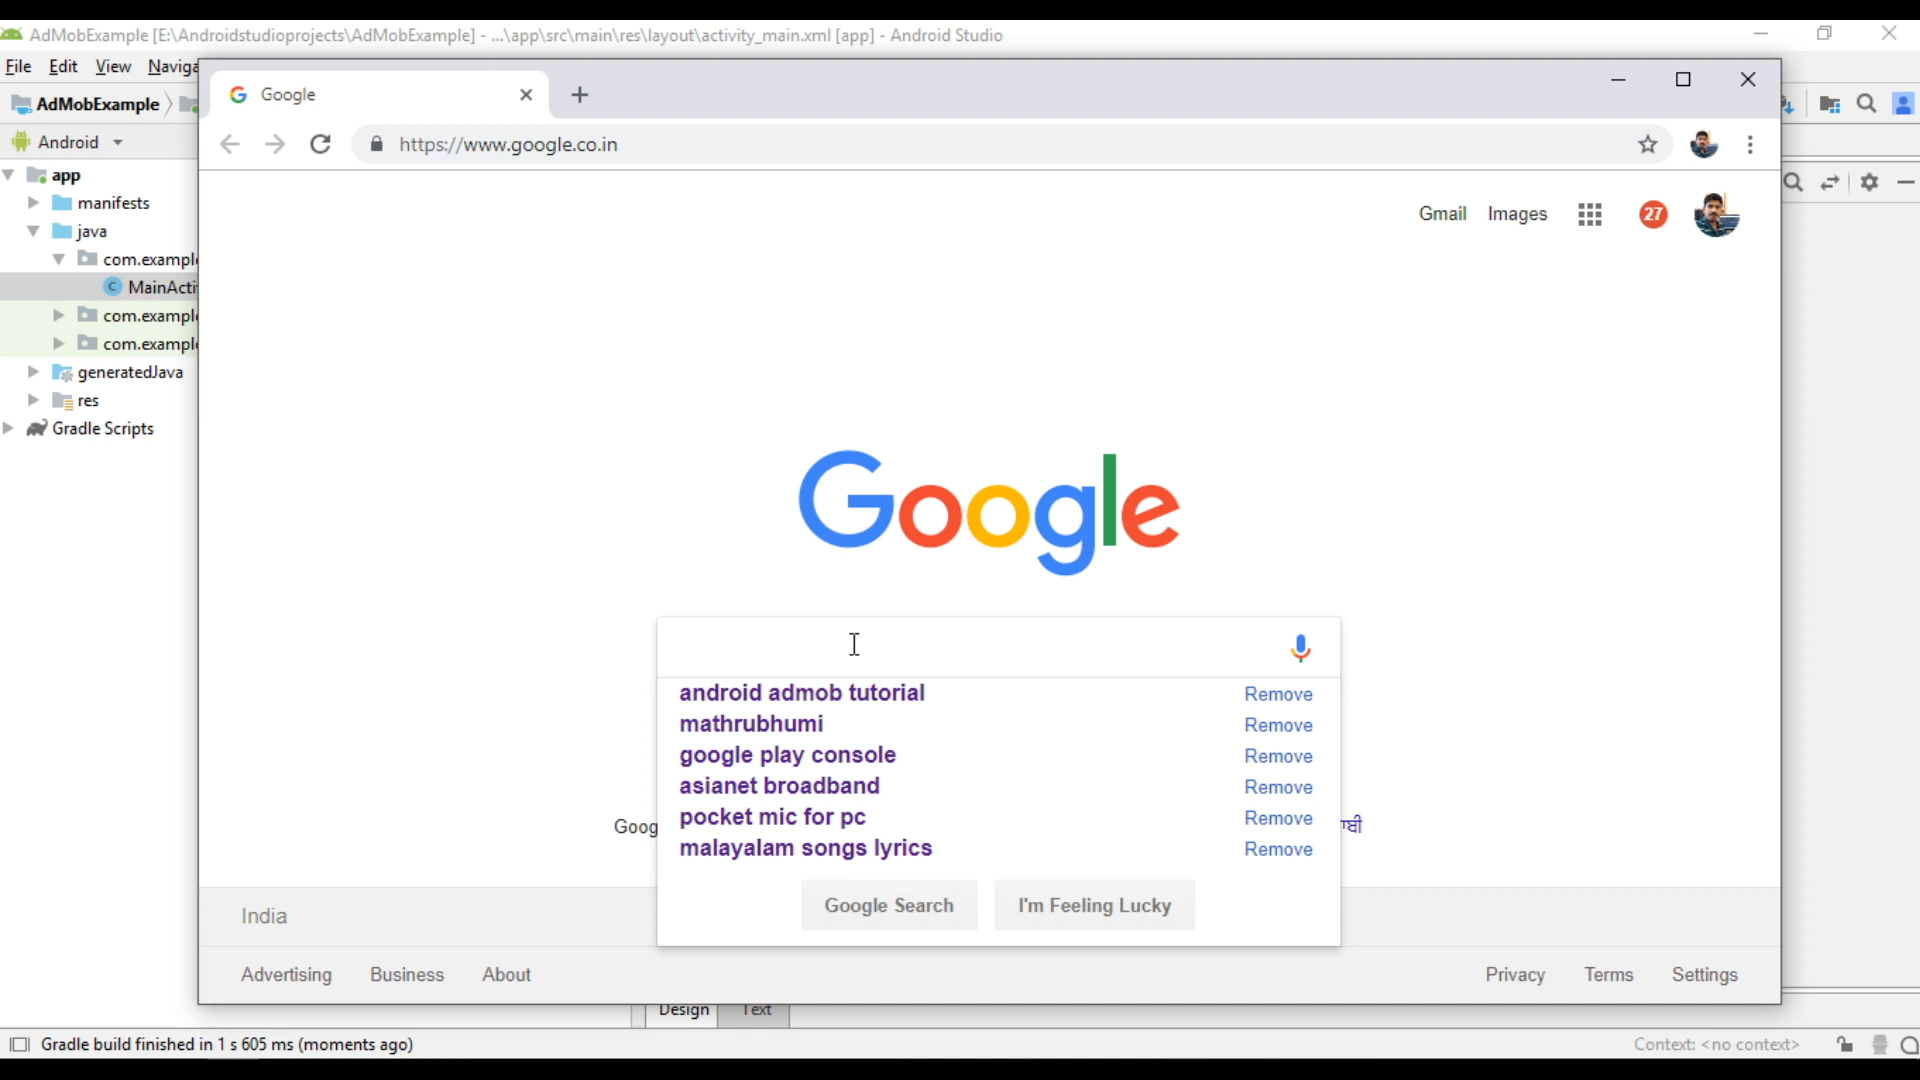 AdMobExample [E:\Androidstudioprojects\AdMobExample] - ...\app\src\main\res\layout\activity_main.xml [app] - Android Studio
File Edit View Naviga
Google
AdMobExample
https://www.google.co.in
Android
app
manifests
java
com.exampl
MainActi
com.exampl
com.exampl
generatedJava
res
Gradle Scripts
Gmail Images 27
Google
android admob tutorial Remove
mathrubhumi Remove
google play console Remove
asianet broadband Remove
pocket mic for pc Remove
malayalam songs lyrics Remove
Goog
Google Search I'm Feeling Lucky
India
Advertising Business About Privacy Terms Settings
Design Text
Gradle build finished in 1 s 605 ms (moments ago) Context: <no context>